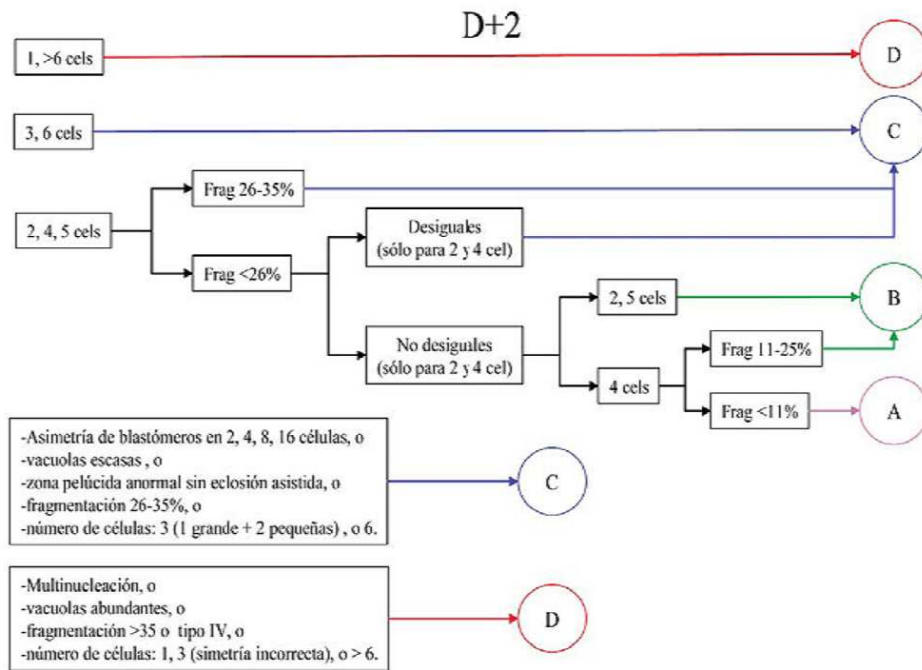 D+2
1, >6 cels
D
3, 6 cels
C
Frag 26-35%
2, 4, 5 cels
Desiguales
(sólo para 2 y 4 cel)
Frag <26%
2, 5 cels
B
No desiguales
(sólo para 2 y 4 cel)
Frag 11-25%
4 cels
Frag <11%
A
-Asimetría de blastómeros en 2, 4, 8, 16 células, o
-vacuolas escasas , o
-zona pelúcida anormal sin eclosión asistida, o
-fragmentación 26-35%, o
-número de células: 3 (1 grande + 2 pequeñas) , o 6.
C
-Multinucleación, o
-vacuolas abundantes, o
-fragmentación >35 o tipo IV, o
-número de células: 1, 3 (simetría incorrecta), o > 6.
D